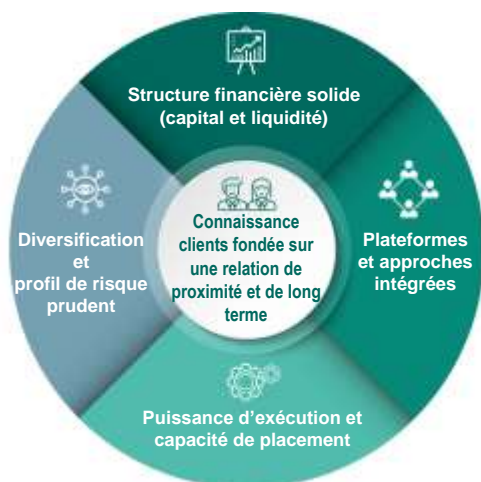 Structure financière solide
(capital et liquidité)
Diversification
et
profil de risque
prudent
Connaissance
clients fondée sur
une relation de
proximité et de long
terme
Plateformes
et approches
intégrées
Puissance d’exécution et
capacité de placement